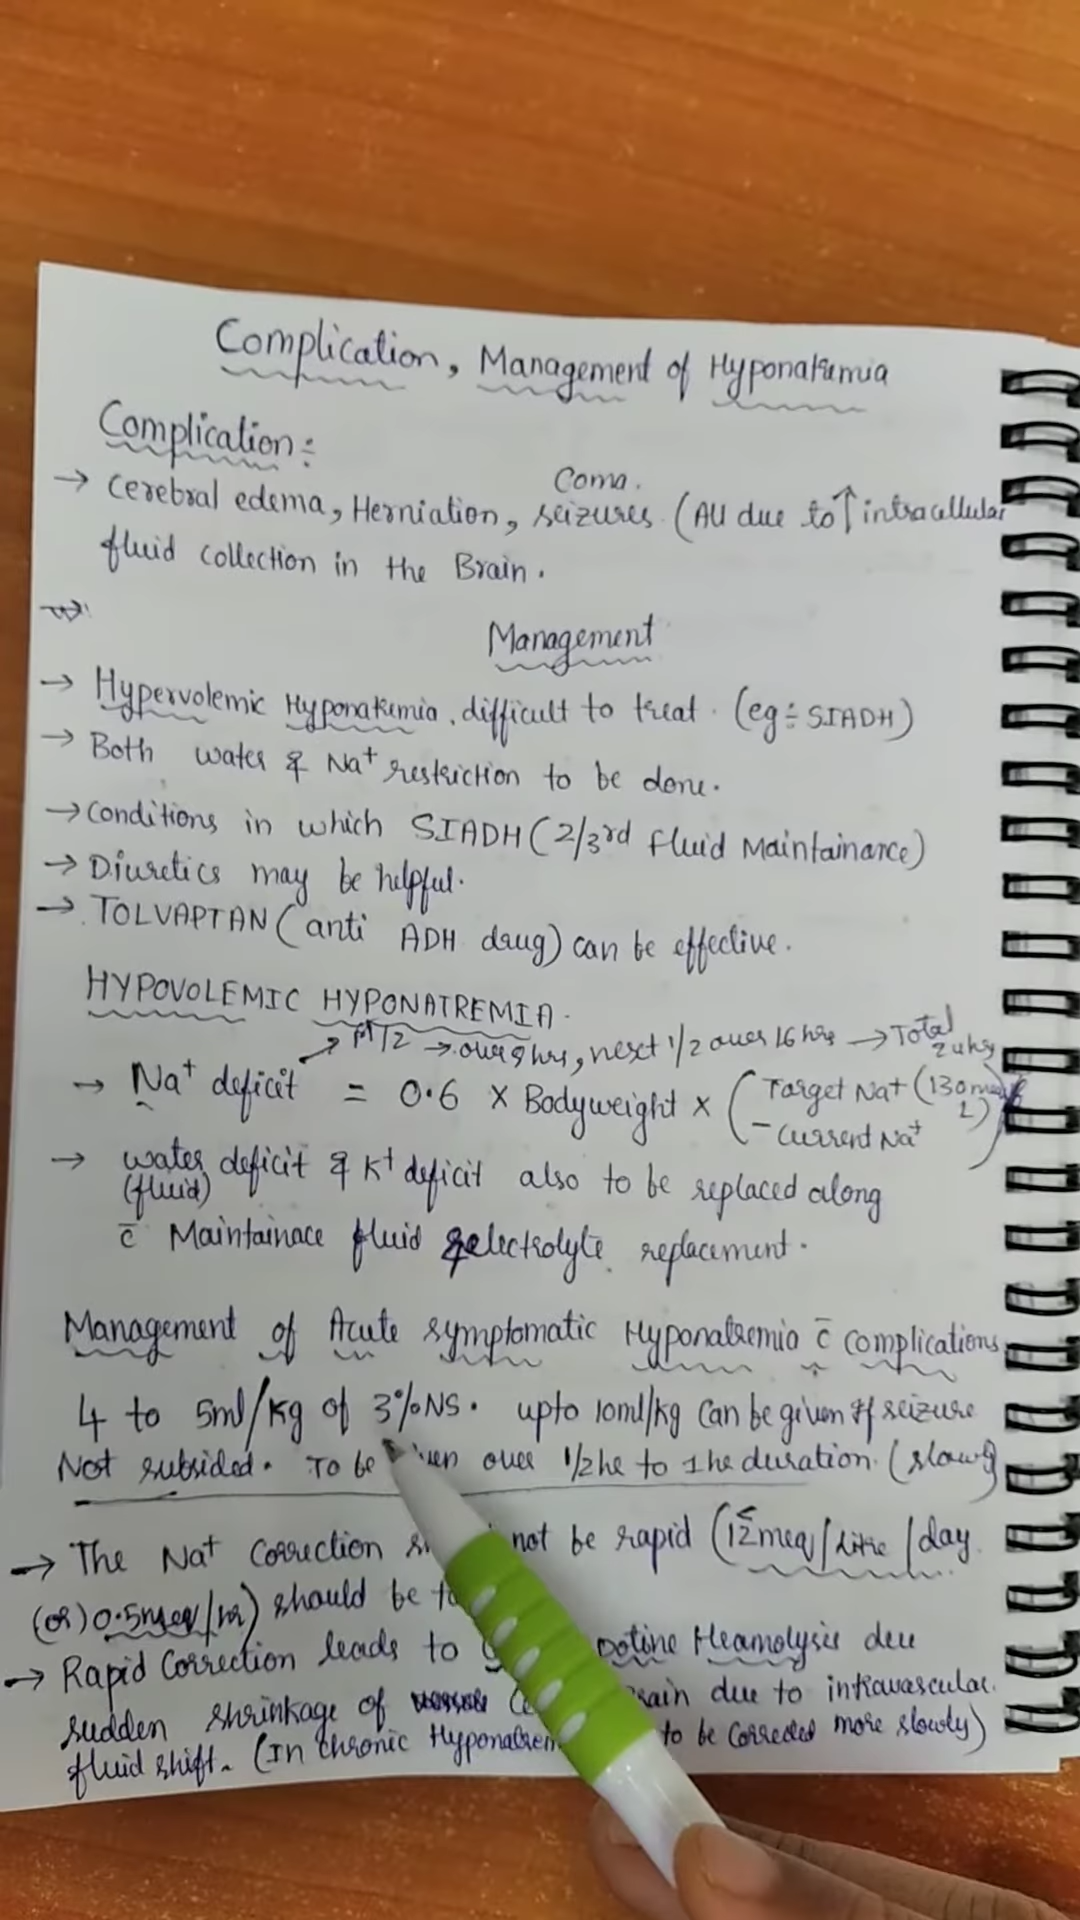 Complication, Management of Hyponatremia
Complication :-
Coma.
→ Cerebral edema, Herniation, seizures (All due to ↑ intracellular
fluid collection in the Brain.
Management
→ Hypervolemic Hyponatremia. difficult to treat. (eg ÷ SIADH)
→ Both water & Na+ restriction to be done.
→ Conditions in which SIADH (2/3rd fluid Maintainance)
→ Diuretics may be helpful.
→ TOLVAPTAN (anti ADH drug) can be effective.
HYPOVOLEMIC HYPONATREMIA.
→ over 8 hrs, next 1/2 over 16 hrs → Total 24 hrs
→ Na+ deficit = 0.6 X Bodyweight X (Target Na+ (130 meq/L)
- Current Na+)
→ water deficit & K+ deficit also to be replaced along
(fluid)
c̄ Maintainace fluid & electrolyte replacement.
Management of Acute symptomatic Hyponatremia c̄ complications
4 to 5ml/kg of 3% NS. upto 10ml/kg can be given if seizure
Not subsided. To be over 1/2 hr to 1 hr duration. (slowly)
→ The Na+ Correction not be rapid (≤ 12 meq/Litre/day
(or) 0.5meq/hr) should be
→ Rapid Correction leads to Heamolysis due
sudden shrinkage of due to intravascular
fluid shift. (In chronic to be corrected more slowly)